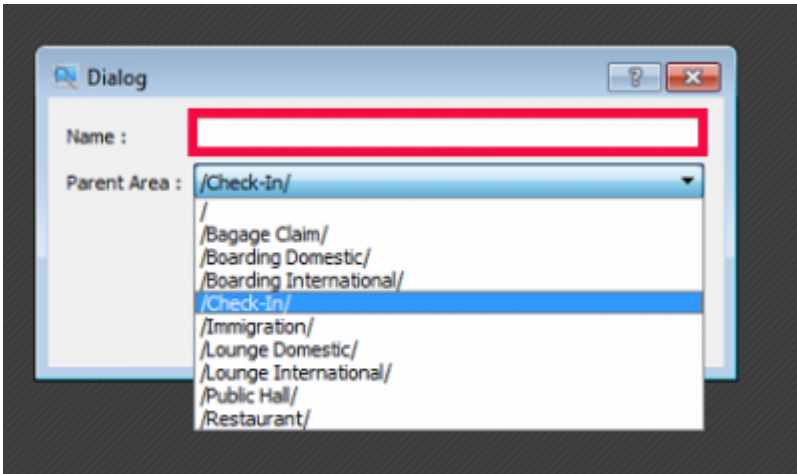 Dialog
Name :
Parent Area : /Check-In/
/
/Bagage Claim/
/Boarding Domestic/
/Boarding International/
/Check-In/
/Immigration/
/Lounge Domestic/
/Lounge International/
/Public Hall/
/Restaurant/